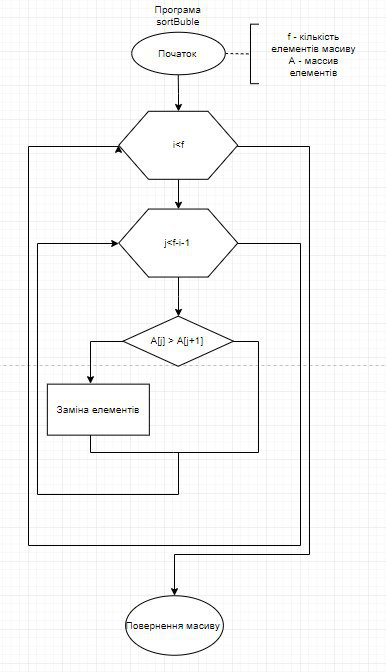 Програма
sortBuble
Початок
f - кількість
елементів масиву
A - массив
елементів
i<f
j<f-i-1
A[j] > A[j+1]
Заміна елементів
Повернення масиву